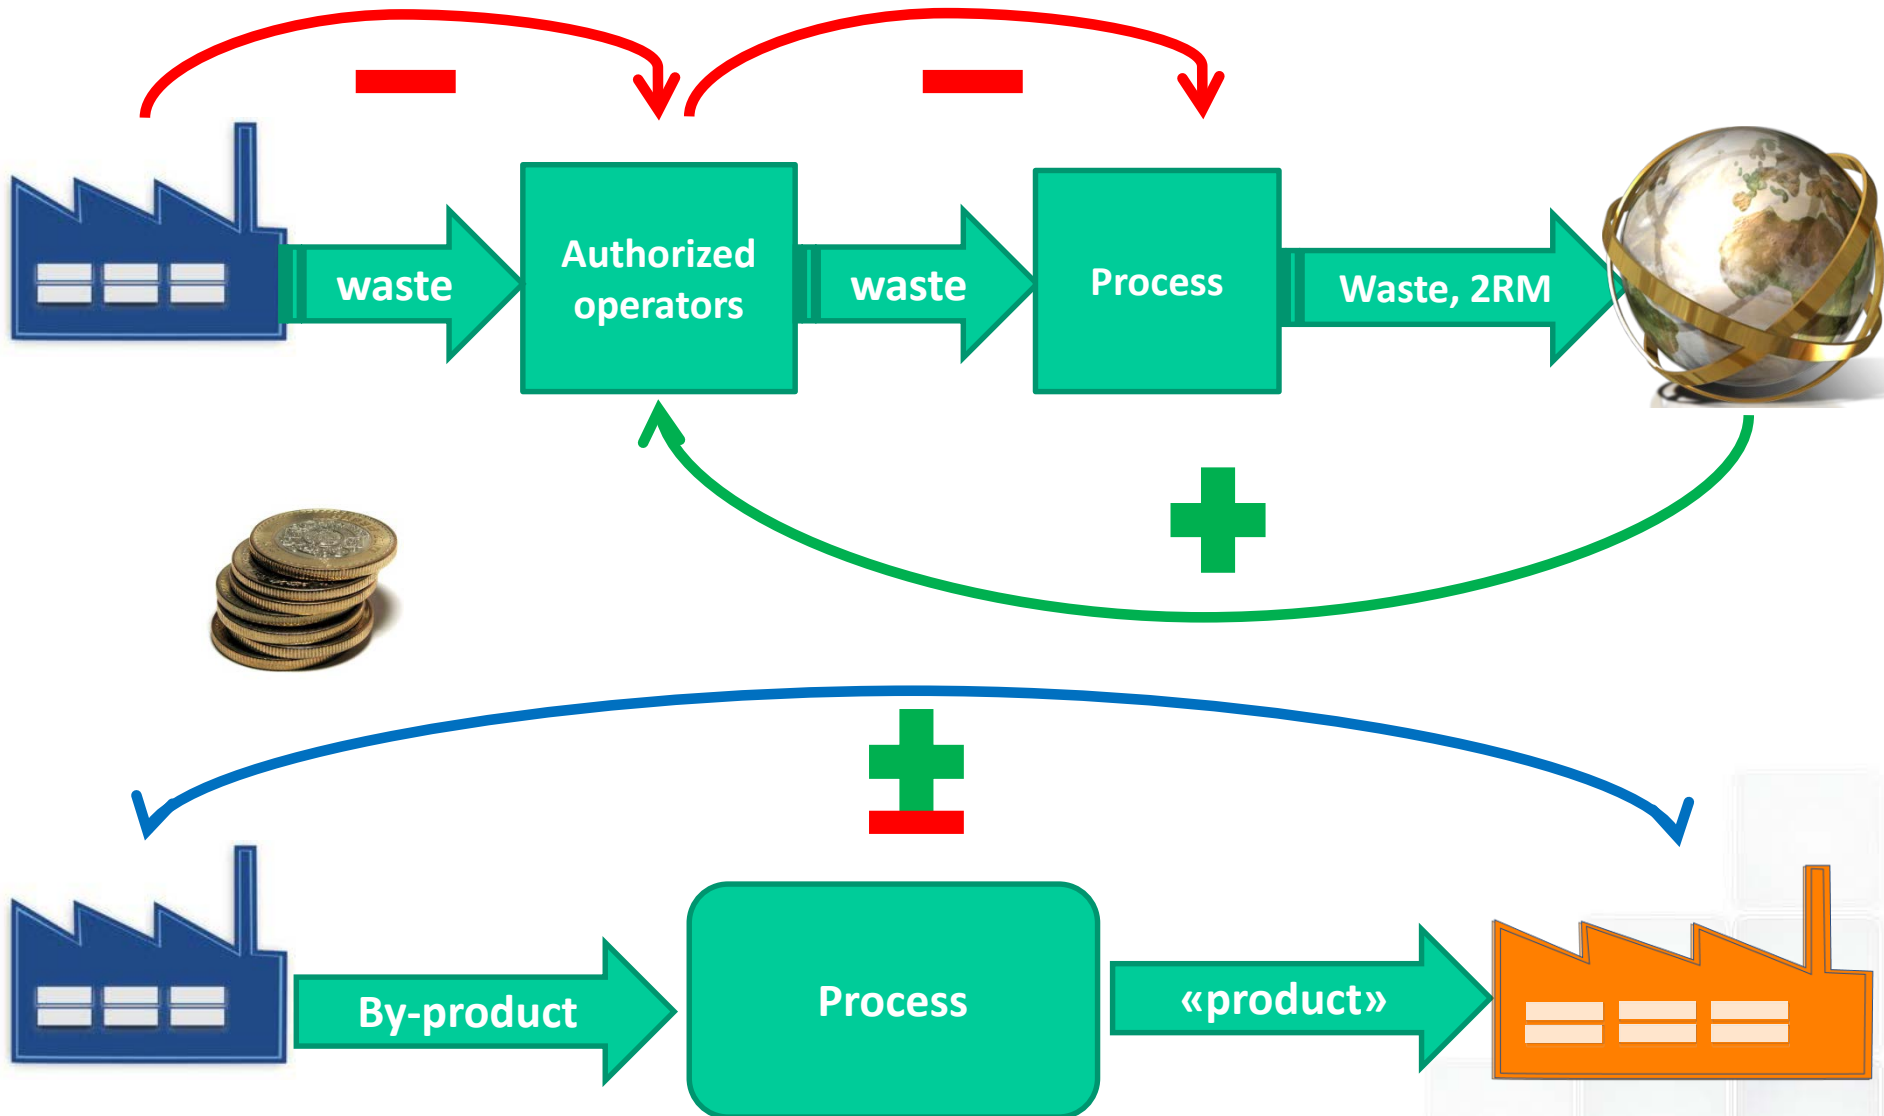 waste
Authorized
operators
waste
Process
Waste, 2RM
By-product
Process
«product»